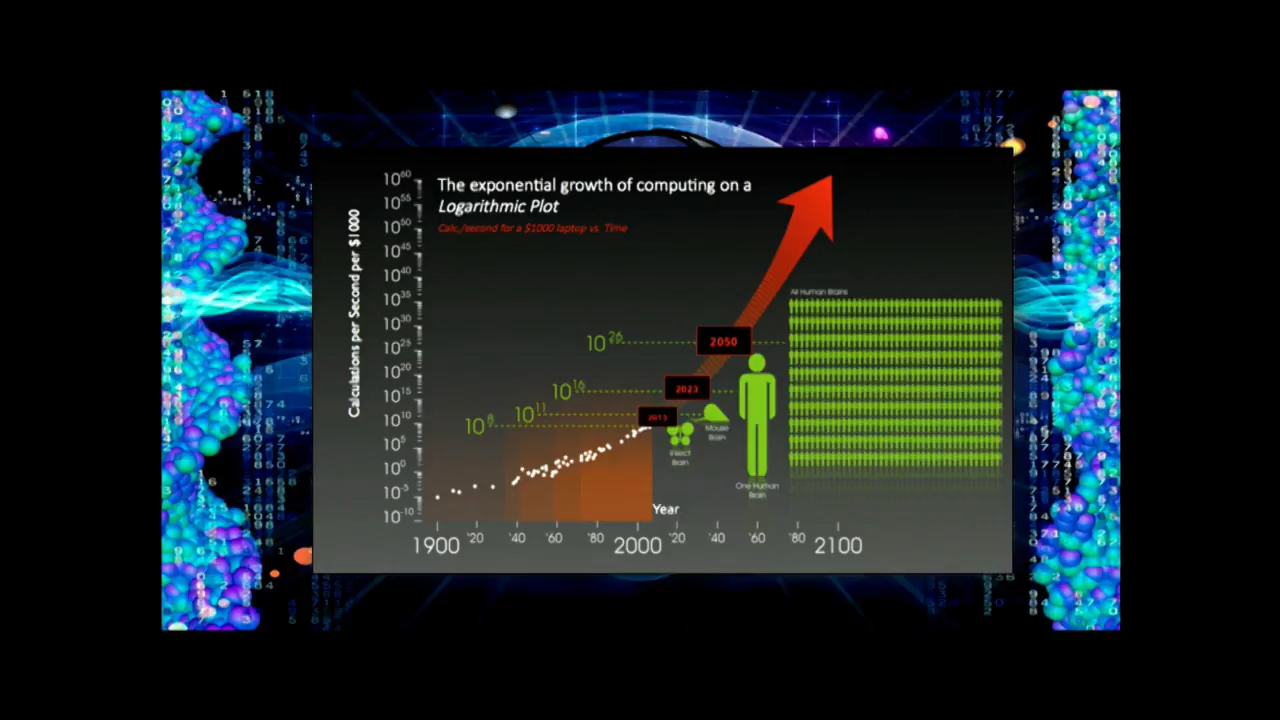 The exponential growth of computing on a
Logarithmic Plot
Calc./second for a $1000 laptop vs. Time
Calculations per Second per $1000
10^60
10^55
10^50
10^45
10^40
10^35
10^30
10^25
10^20
10^15
10^10
10^5
10^0
10^-5
10^-10
All Human Brains
10^26
2050
10^16
2023
10^11
2013
10^8
Mouse
Brain
Insect
Brain
One Human
Brain
Year
1900 '20 '40 '60 '80 2000 '20 '40 '60 '80 2100